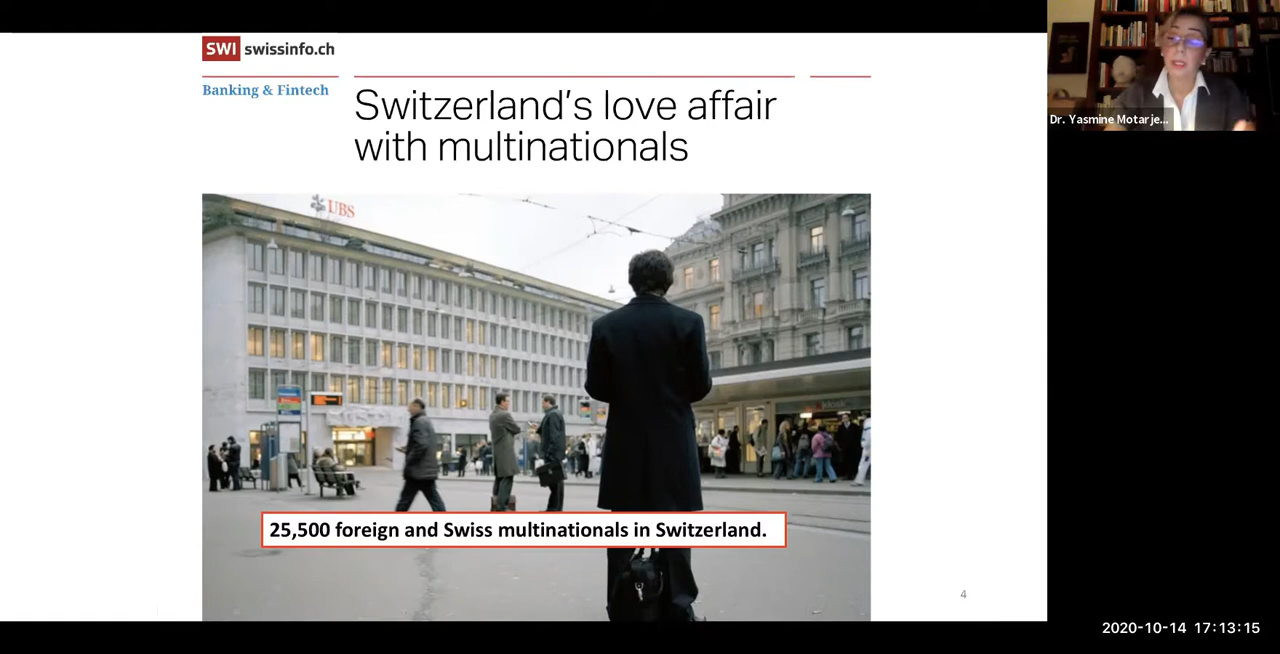 SWI swissinfo.ch
Banking & Fintech
Switzerland's love affair
with multinationals
UBS
25,500 foreign and Swiss multinationals in Switzerland.
4
Dr. Yasmine Motarje...
2020-10-14 17:13:15